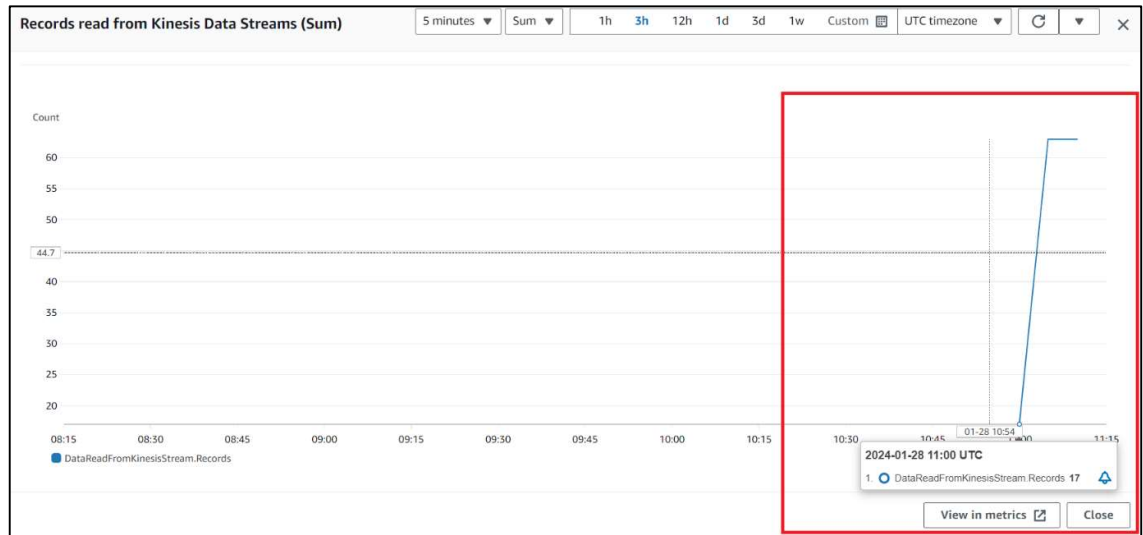 Records read from Kinesis Data Streams (Sum) 5 minutes ▼ Sum ▼ 1h 3h 12h 1d 3d 1w Custom UTC timezone ▼ ▼ ×
Count
60
55
50
44.7
40
35
30
25
20
01-28 10:54
08:15 08:30 08:45 09:00 09:15 09:30 09:45 10:00 10:15 10:30 10:45 11:15
DataReadFromKinesisStream.Records
2024-01-28 11:00 UTC
1. DataReadFromKinesisStream.Records 17
View in metrics Close